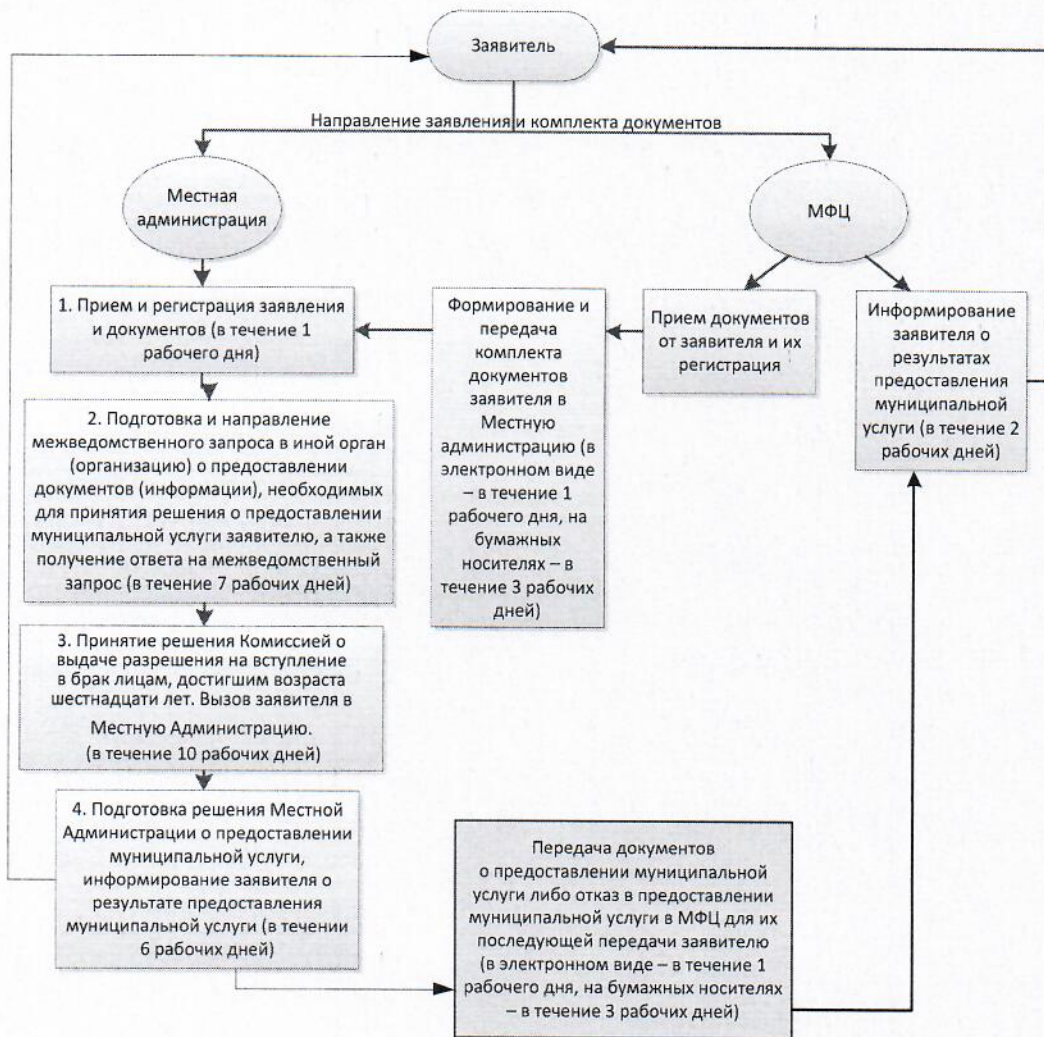 Заявитель
Направление заявления и комплекта документов
Местная
администрация
МФЦ
1. Прием и регистрация заявления
и документов (в течение 1
рабочего дня)
Формирование и
передача
комплекта
документов
заявителя в
Местную
администрацию (в
электронном виде
– в течение 1
рабочего дня, на
бумажных
носителях – в
течение 3 рабочих
дней)
Прием документов
от заявителя и их
регистрация
Информирование
заявителя о
результатах
предоставления
муниципальной
услуги (в течение 2
рабочих дней)
2. Подготовка и направление
межведомственного запроса в иной орган
(организацию) о предоставлении
документов (информации), необходимых
для принятия решения о предоставлении
муниципальной услуги заявителю, а также
получение ответа на межведомственный
запрос (в течение 7 рабочих дней)
3. Принятие решения Комиссией о
выдаче разрешения на вступление
в брак лицам, достигшим возраста
шестнадцати лет. Вызов заявителя в
Местную Администрацию.
(в течение 10 рабочих дней)
4. Подготовка решения Местной
Администрации о предоставлении
муниципальной услуги,
информирование заявителя о
результате предоставления
муниципальной услуги (в течении
6 рабочих дней)
Передача документов
о предоставлении муниципальной
услуги либо отказ в предоставлении
муниципальной услуги в МФЦ для их
последующей передачи заявителю
(в электронном виде – в течение 1
рабочего дня, на бумажных носителях
– в течение 3 рабочих дней)